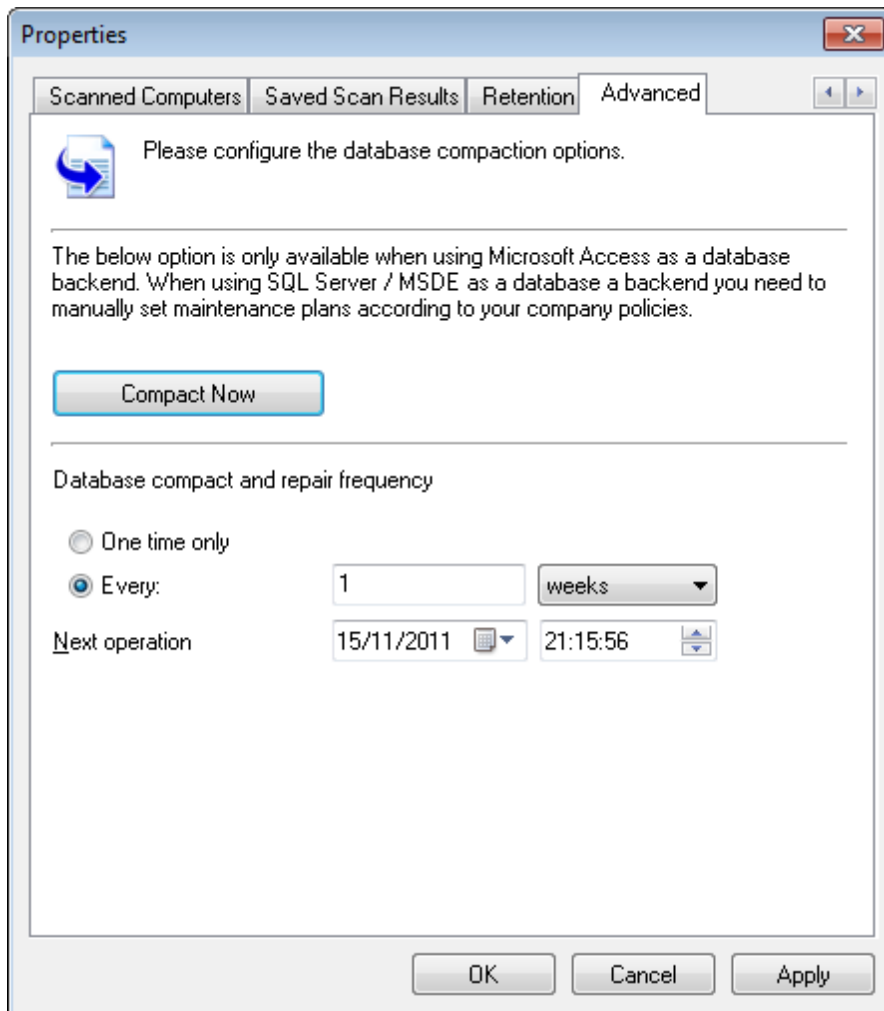 Properties
Scanned Computers Saved Scan Results Retention Advanced
Please configure the database compaction options.
The below option is only available when using Microsoft Access as a database
backend. When using SQL Server / MSDE as a database a backend you need to
manually set maintenance plans according to your company policies.
Compact Now
Database compact and repair frequency
One time only
Every: 1 weeks
Next operation 15/11/2011 21:15:56
OK Cancel Apply